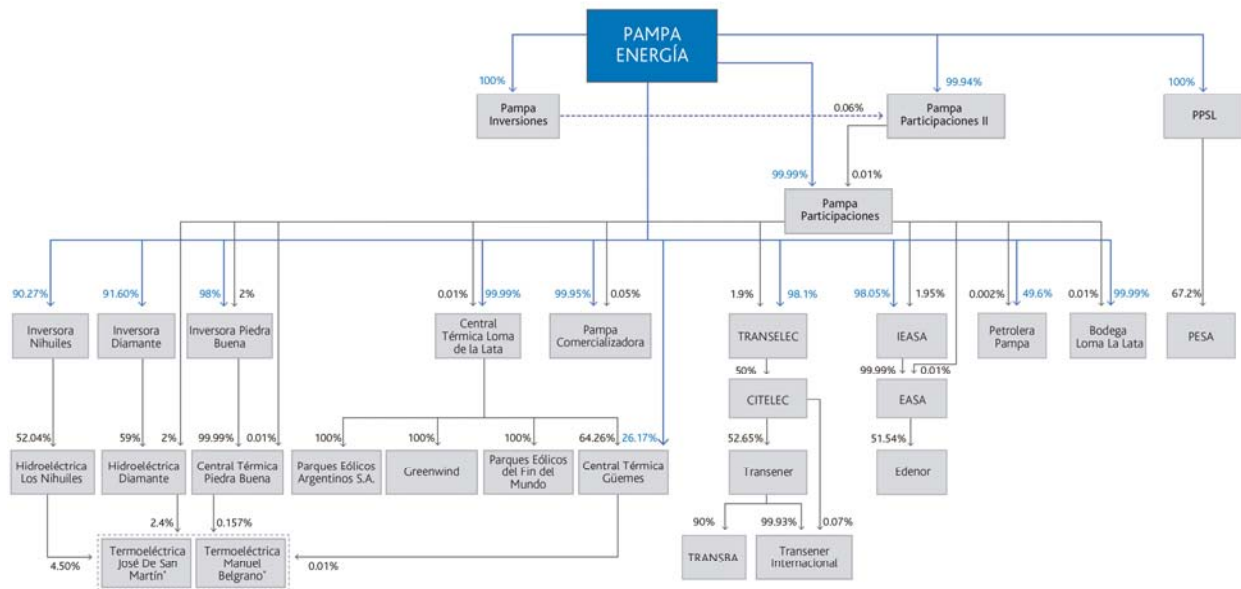 PAMPA
ENERGÍA
100%
99.94%
100%
Pampa
Inversiones
0.06%
Pampa
Participaciones II
PPSL
99.99%
0.01%
Pampa
Participaciones
90.27%
91.60%
98%
2%
0.01%
99.99%
99.95%
0.05%
1.9%
98.1%
98.05%
1.95%
0.002%
49.6%
0.01%
99.99%
67.2%
Inversora
Nihuiles
Inversora
Diamante
Inversora Piedra
Buena
Central
Térmica Loma
de la Lata
Pampa
Comercializadora
TRANSELEC
IEASA
Petrolera
Pampa
Bodega
Loma La Lata
PESA
50%
99.99%
0.01%
CITELEC
EASA
52.04%
59%
2%
99.99%
0.01%
100%
100%
100%
64.26%
26.17%
52.65%
51.54%
Hidroeléctrica
Los Nihuiles
Hidroeléctrica
Diamante
Central Térmica
Piedra Buena
Parques Eólicos
Argentinos S.A.
Greenwind
Parques Eólicos
del Fin del
Mundo
Central Térmica
Güemes
Transener
Edenor
2.4%
0.157%
90%
99.93%
0.07%
4.50%
Termoeléctrica
José De San
Martín*
Termoeléctrica
Manuel
Belgrano*
0.01%
TRANSBA
Transener
Internacional